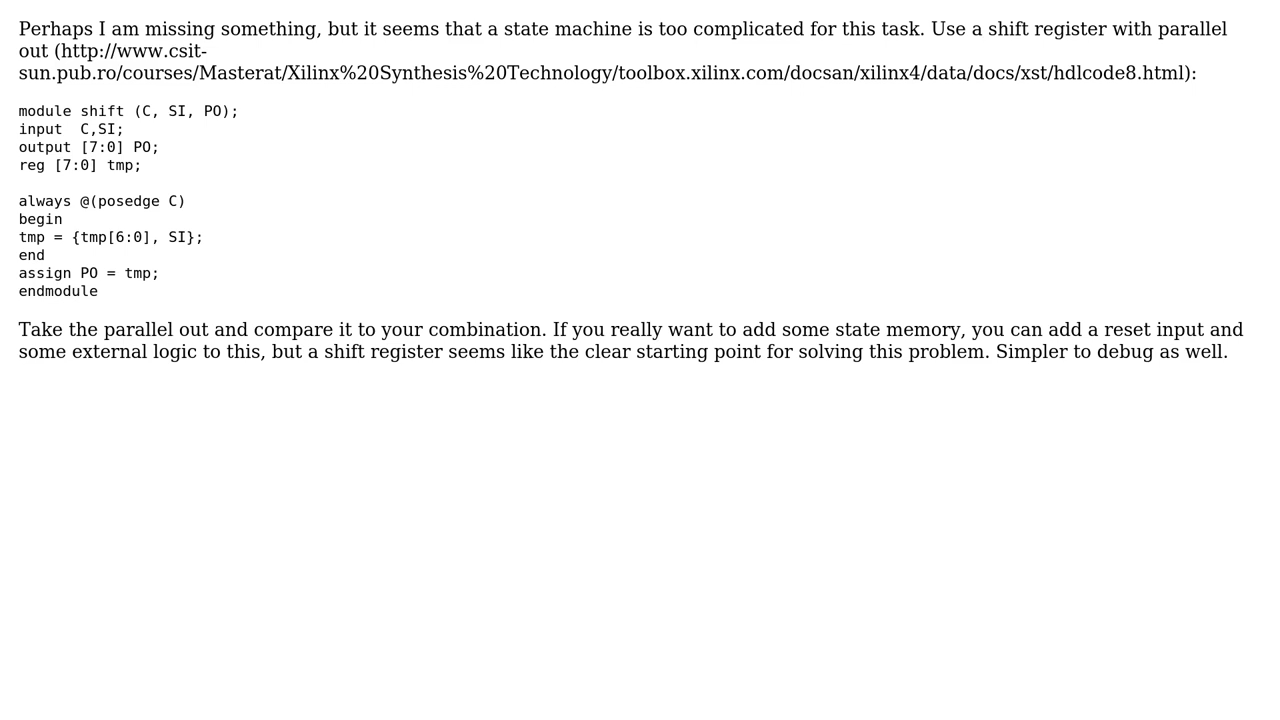 Perhaps I am missing something, but it seems that a state machine is too complicated for this task. Use a shift register with parallel
out (http://www.csit-
sun.pub.ro/courses/Masterat/Xilinx%20Synthesis%20Technology/toolbox.xilinx.com/docsan/xilinx4/data/docs/xst/hdlcode8.html):
module shift (C, SI, PO);
input  C,SI;
output [7:0] PO;
reg [7:0] tmp;
always @(posedge C)
begin
tmp = {tmp[6:0], SI};
end
assign PO = tmp;
endmodule
Take the parallel out and compare it to your combination. If you really want to add some state memory, you can add a reset input and
some external logic to this, but a shift register seems like the clear starting point for solving this problem. Simpler to debug as well.